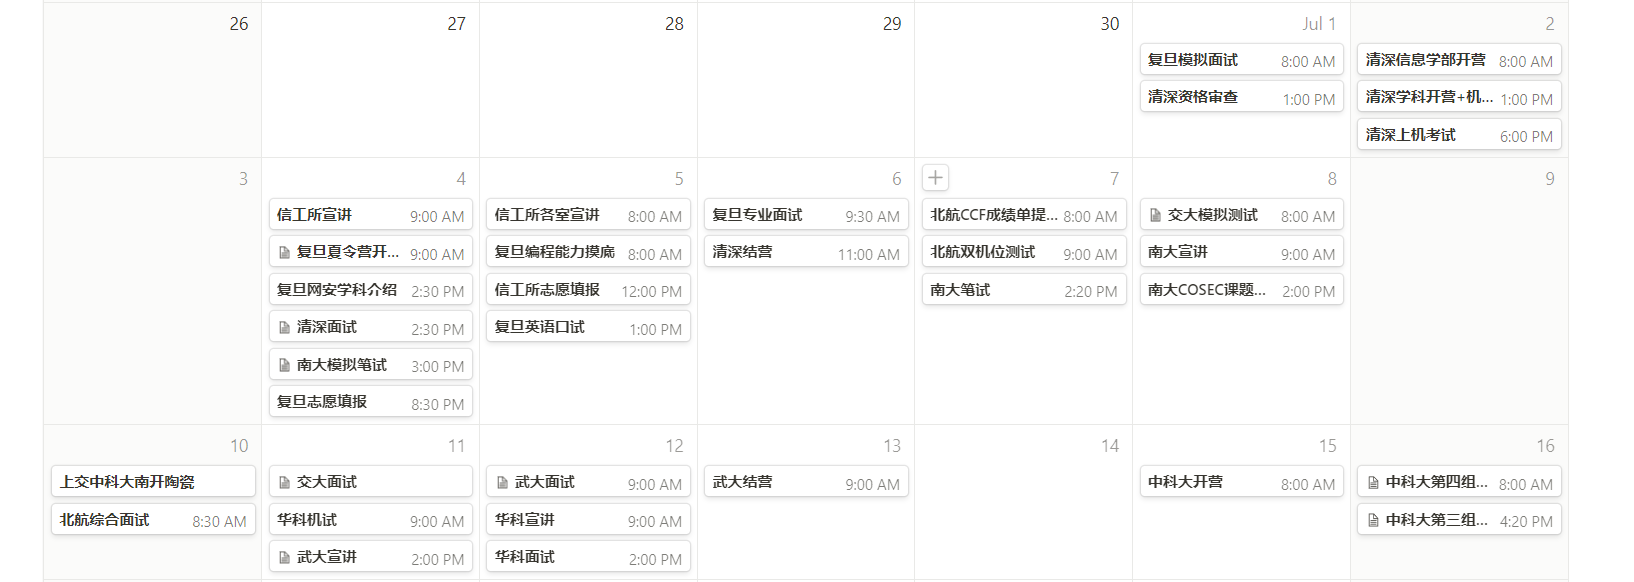 26
27
28
29
30
Jul 1
复旦模拟面试 8:00 AM
清深资格审查 1:00 PM
2
清深信息学部开营 8:00 AM
清深学科开营+机... 1:00 PM
清深上机考试 6:00 PM
3
4
信工所宣讲 9:00 AM
复旦夏令营开... 9:00 AM
复旦网安学科介绍 2:30 PM
清深面试 2:30 PM
南大模拟笔试 3:00 PM
复旦志愿填报 8:30 PM
5
信工所各室宣讲 8:00 AM
复旦编程能力摸底 8:00 AM
信工所志愿填报 12:00 PM
复旦英语口试 1:00 PM
6
复旦专业面试 9:30 AM
清深结营 11:00 AM
7
北航CCF成绩单提... 8:00 AM
北航双机位测试 9:00 AM
南大笔试 2:20 PM
8
交大模拟测试 8:00 AM
南大宣讲 9:00 AM
南大COSEC课题... 2:00 PM
9
10
上交中科大南开陶瓷
北航综合面试 8:30 AM
11
交大面试
华科机试 9:00 AM
武大宣讲 2:00 PM
12
武大面试 9:00 AM
华科宣讲 9:00 AM
华科面试 2:00 PM
13
武大结营 9:00 AM
14
15
中科大开营 8:00 AM
16
中科大第四组... 8:00 AM
中科大第三组... 4:20 PM